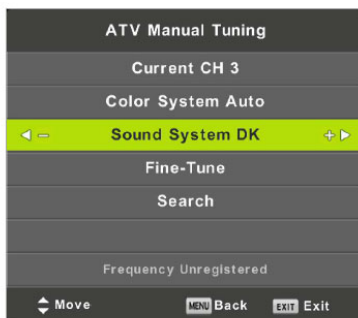 ATV Manual Tuning
Current CH 3
Color System Auto
− Sound System DK +
Fine-Tune
Search
Frequency Unregistered
Move MENU Back EXIT Exit